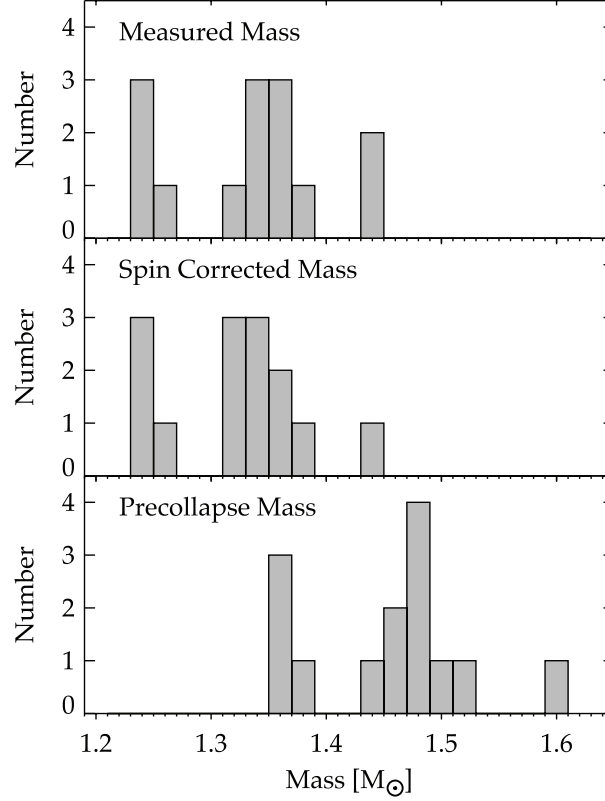 Measured Mass
Number
4
3
2
1
0
Spin Corrected Mass
Number
4
3
2
1
0
Precollapse Mass
Number
4
3
2
1
0
1.2 1.3 1.4 1.5 1.6
Mass [M☉]